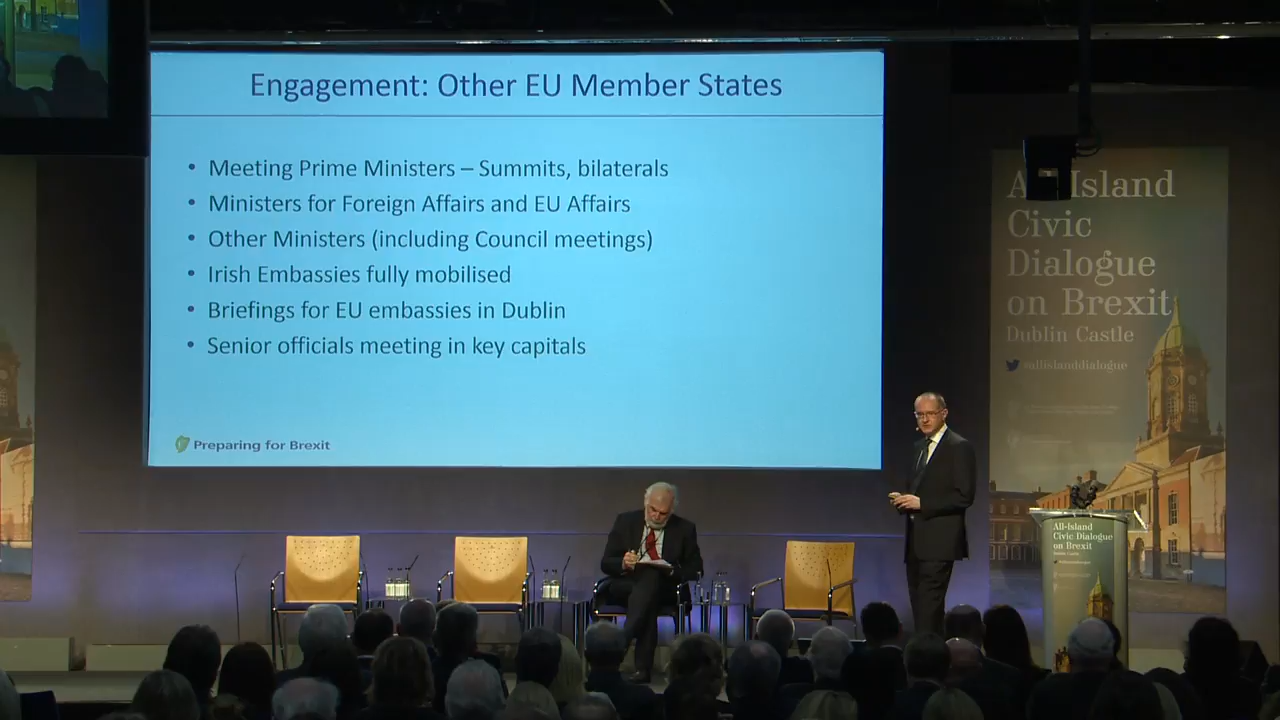 Engagement: Other EU Member States
• Meeting Prime Ministers – Summits, bilaterals
• Ministers for Foreign Affairs and EU Affairs
• Other Ministers (including Council meetings)
• Irish Embassies fully mobilised
• Briefings for EU embassies in Dublin
• Senior officials meeting in key capitals
Preparing for Brexit
Island
Civic
Dialogue
on Brexit
Dublin Castle
#allislanddialogue
All-Island
Civic Dialogue
on Brexit
Dublin Castle